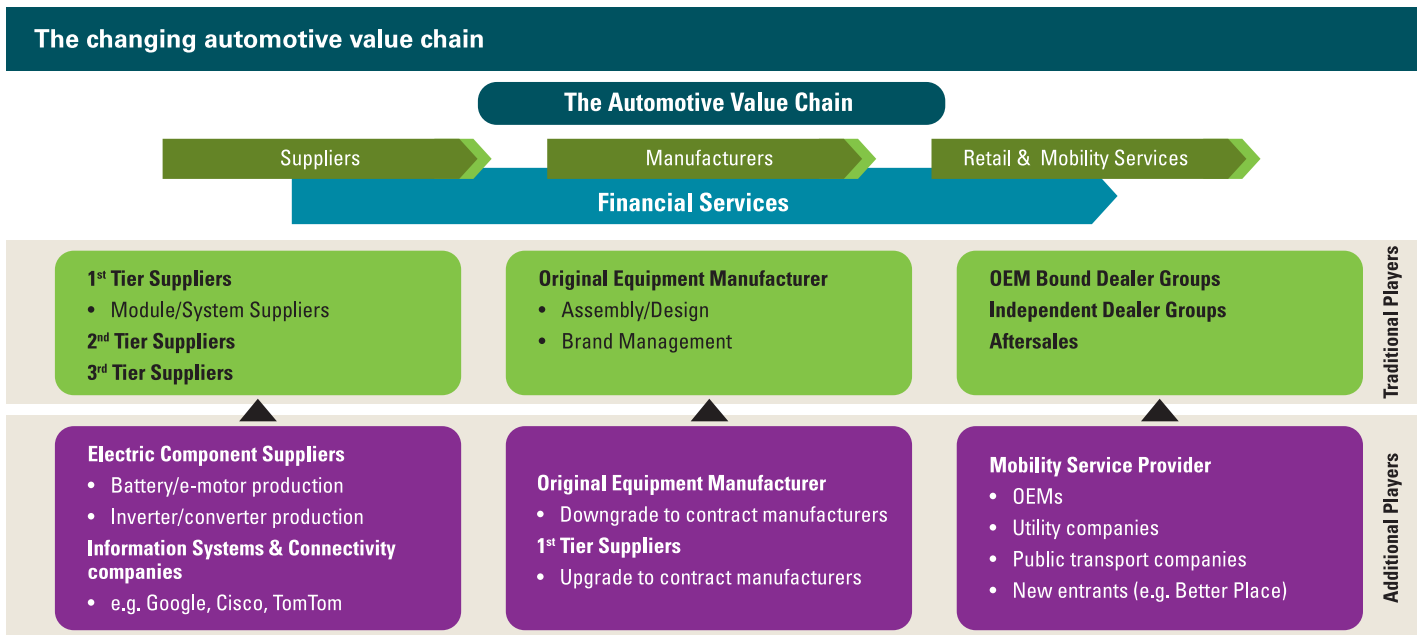 The changing automotive value chain
The Automotive Value Chain
Suppliers
Manufacturers
Retail & Mobility Services
Financial Services
1st Tier Suppliers
• Module/System Suppliers
2nd Tier Suppliers
3rd Tier Suppliers
Original Equipment Manufacturer
• Assembly/Design
• Brand Management
OEM Bound Dealer Groups
Independent Dealer Groups
Aftersales
Traditional Players
Electric Component Suppliers
• Battery/e-motor production
• Inverter/converter production
Information Systems & Connectivity
companies
• e.g. Google, Cisco, TomTom
Original Equipment Manufacturer
• Downgrade to contract manufacturers
1st Tier Suppliers
• Upgrade to contract manufacturers
Mobility Service Provider
• OEMs
• Utility companies
• Public transport companies
• New entrants (e.g. Better Place)
Additional Players